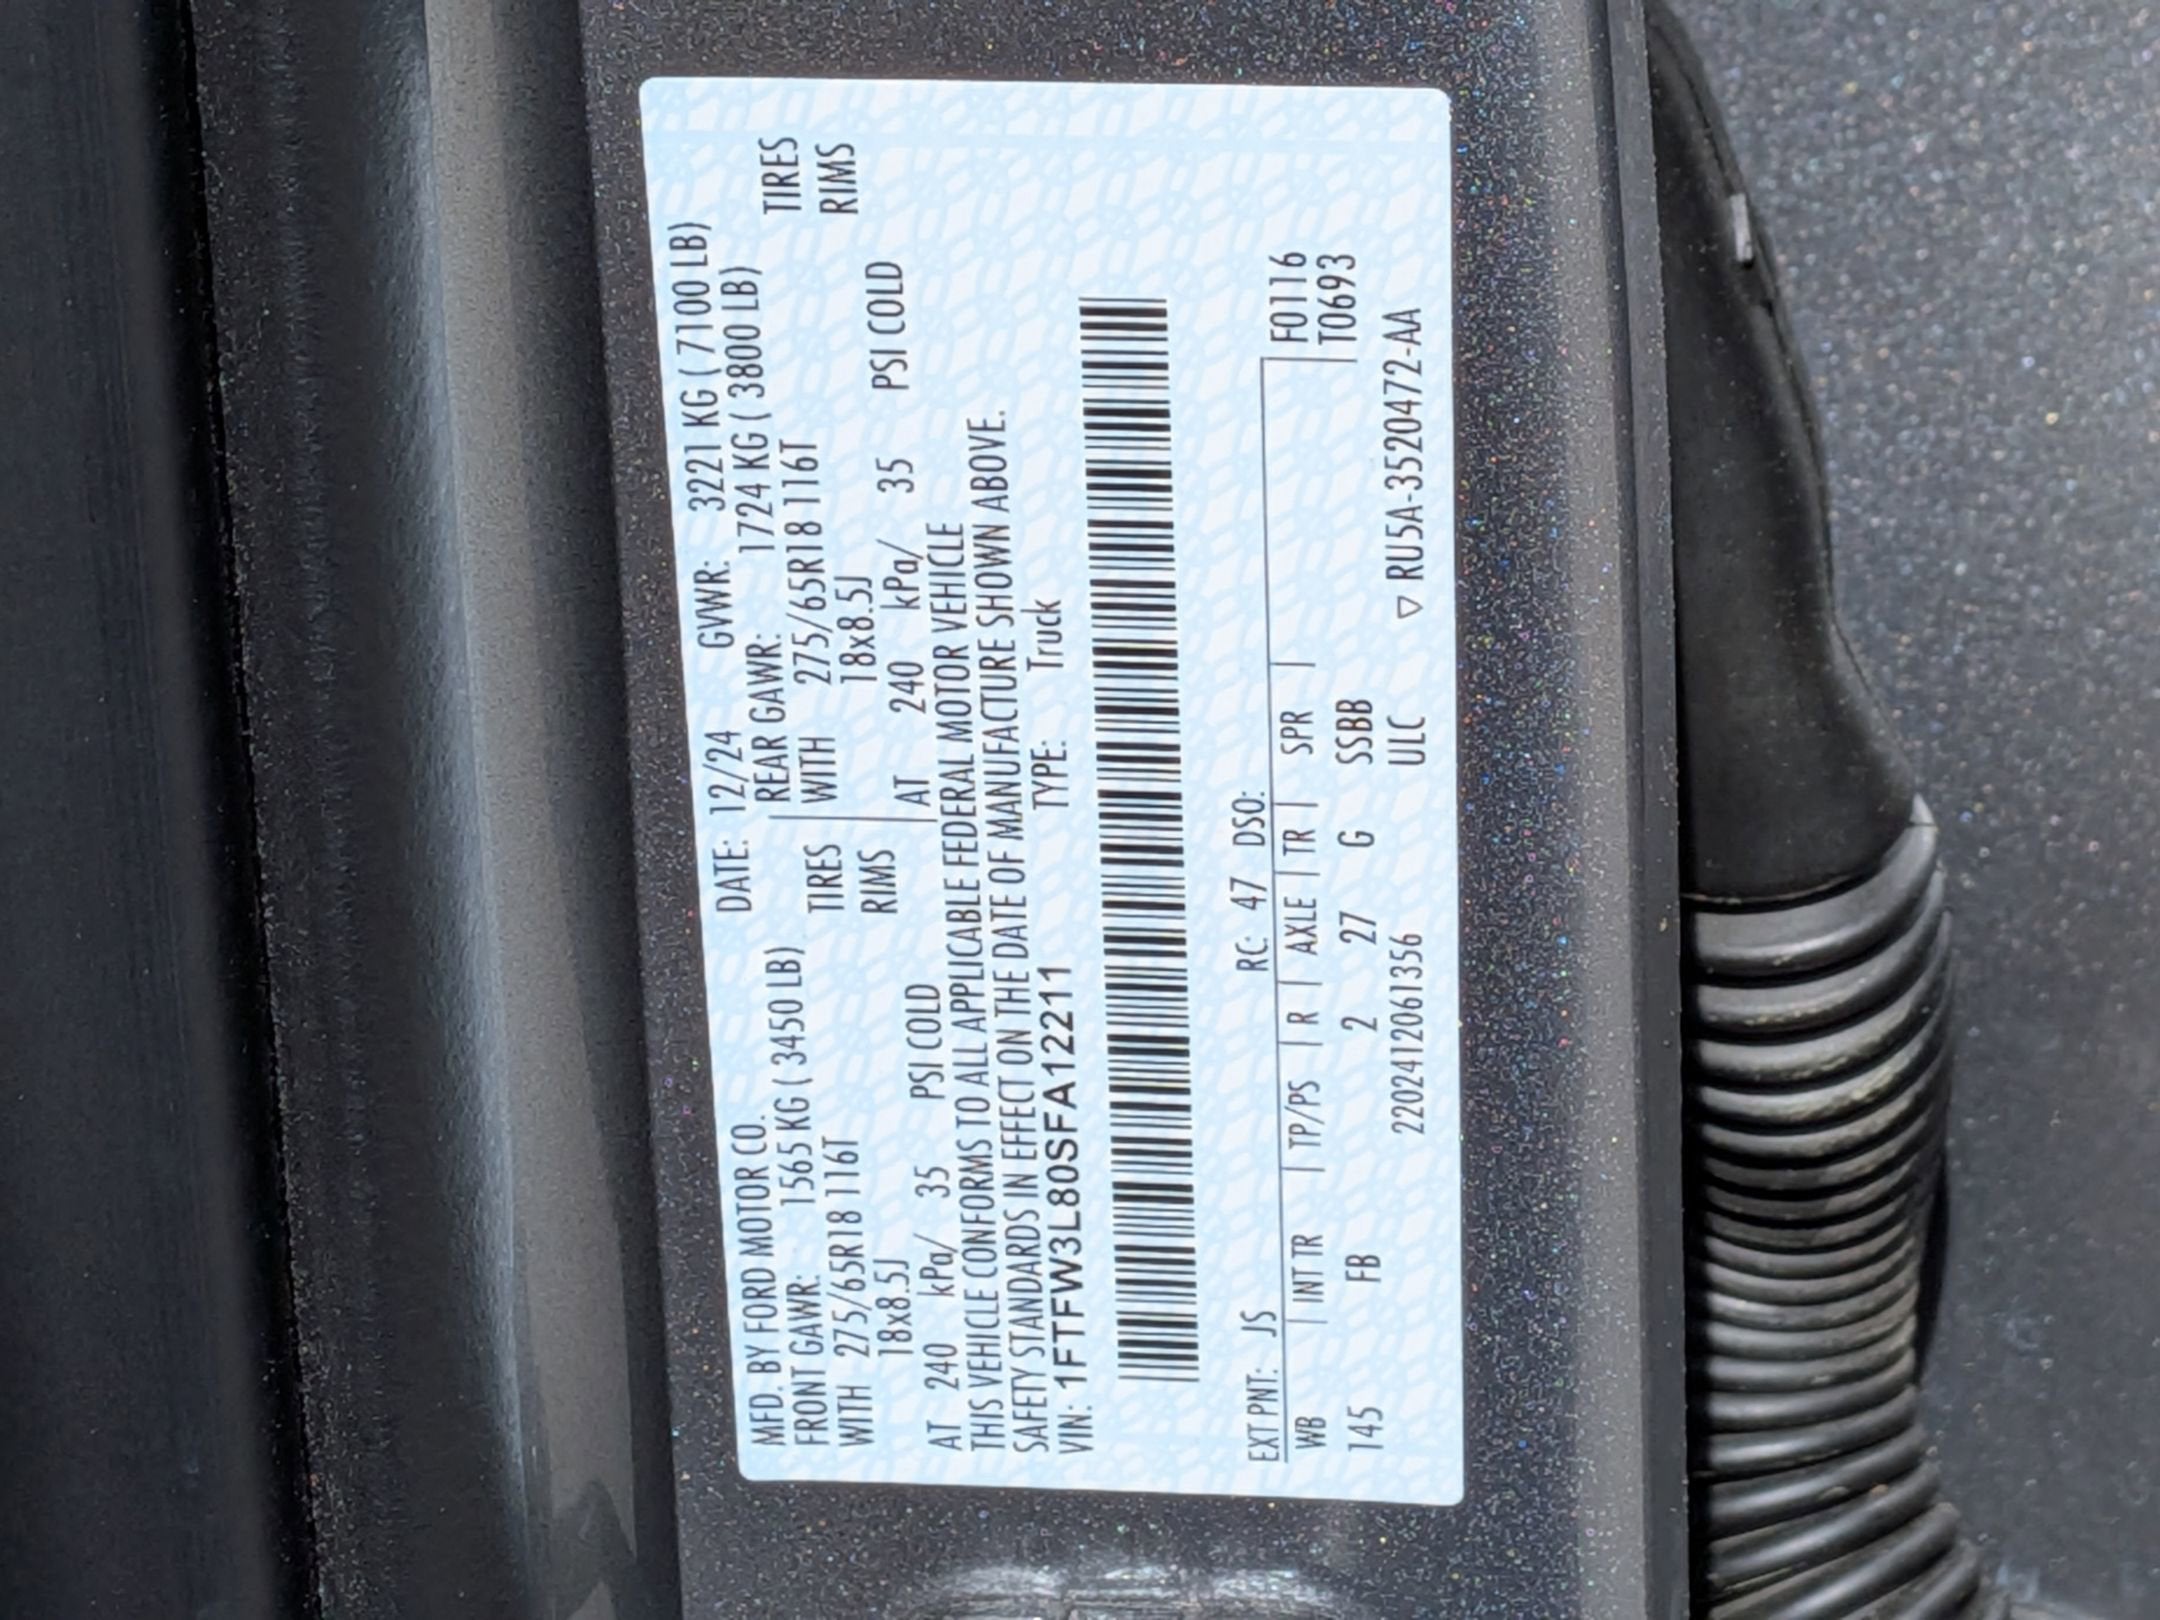 MFD. BY FORD MOTOR CO. DATE: 12/24 GVWR: 3221 KG ( 7100 LB)
FRONT GAWR: 1565 KG ( 3450 LB) REAR GAWR: 1724 KG ( 3800 LB)
WITH 275/65R18 116T TIRES WITH 275/65R18 116T TIRES
18x8.5J RIMS 18x8.5J RIMS
AT 240 kPa/ 35 PSI COLD AT 240 kPa/ 35 PSI COLD
THIS VEHICLE CONFORMS TO ALL APPLICABLE FEDERAL MOTOR VEHICLE
SAFETY STANDARDS IN EFFECT ON THE DATE OF MANUFACTURE SHOWN ABOVE.
VIN: 1FTFW3L80SFA12211 TYPE: Truck
EXT PNT: JS RC: 47 DSO:
WB | INT TR | TP/PS | R | AXLE | TR | SPR | F0116
145 FB 2 27 G SSBB T0693
22024120613​56 ULC ▽ RU5A-3520472-AA